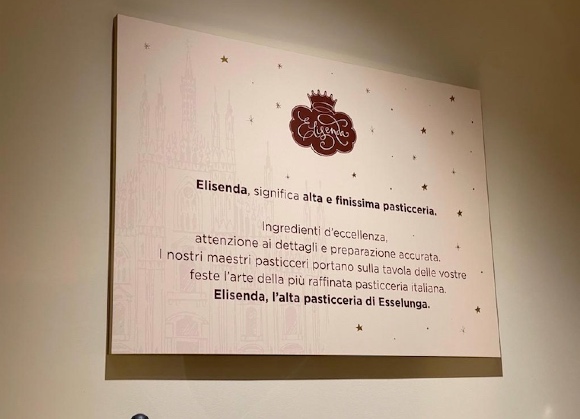 Elisenda
Elisenda, significa alta e finissima pasticceria.
Ingredienti d'eccellenza,
attenzione ai dettagli e preparazione accurata.
I nostri maestri pasticceri portano sulla tavola delle vostre
feste l'arte della più raffinata pasticceria italiana.
Elisenda, l'alta pasticceria di Esselunga.